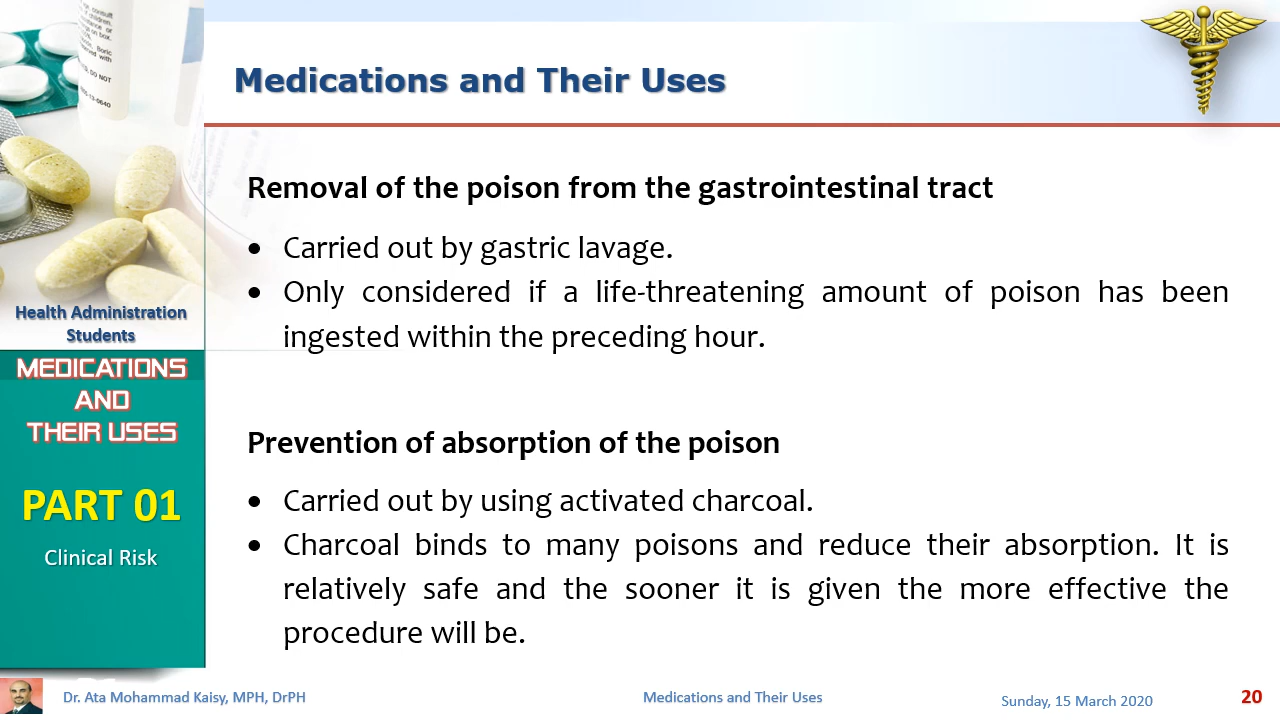 Medications and Their Uses
Removal of the poison from the gastrointestinal tract
• Carried out by gastric lavage.
• Only considered if a life-threatening amount of poison has been
ingested within the preceding hour.
Prevention of absorption of the poison
• Carried out by using activated charcoal.
• Charcoal binds to many poisons and reduce their absorption. It is
relatively safe and the sooner it is given the more effective the
procedure will be.
Health Administration
Students
MEDICATIONS
AND
THEIR USES
PART 01
Clinical Risk
Dr. Ata Mohammad Kaisy, MPH, DrPH
Medications and Their Uses
Sunday, 15 March 2020
20